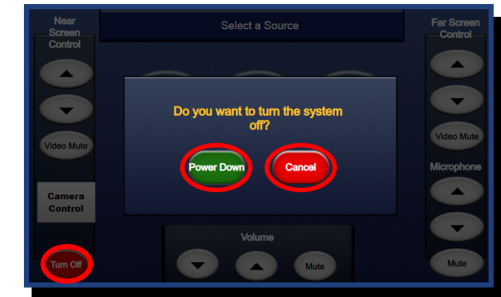 Near
Screen
Control
Select a Source
Far Screen
Control
Do you want to turn the system
off?
Power Down
Cancel
Video Mute
Video Mute
Microphone
Camera
Control
Volume
Turn Off
Mute
Mute